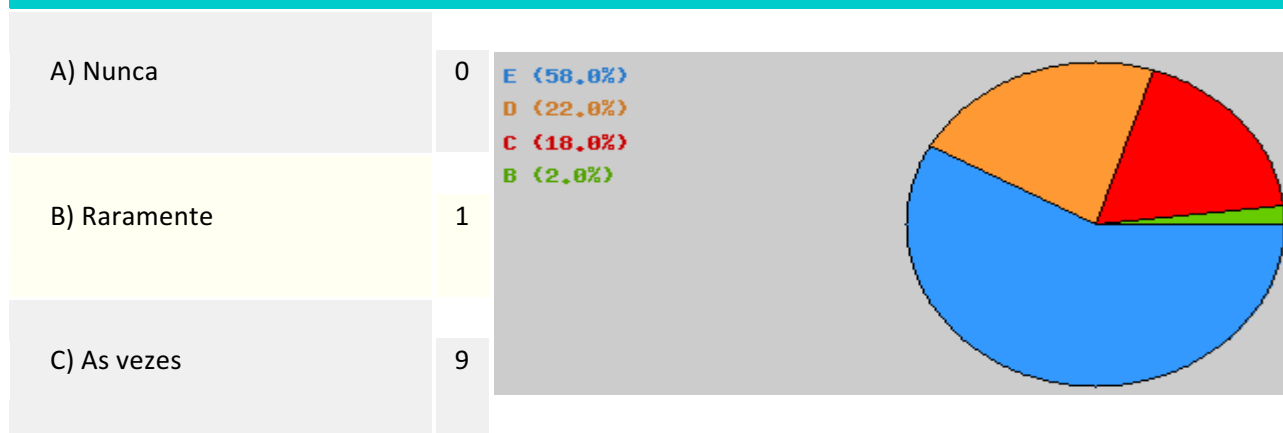 A) Nunca 0
E (58.0%)
D (22.0%)
C (18.0%)
B (2.0%)
B) Raramente 1
C) As vezes 9